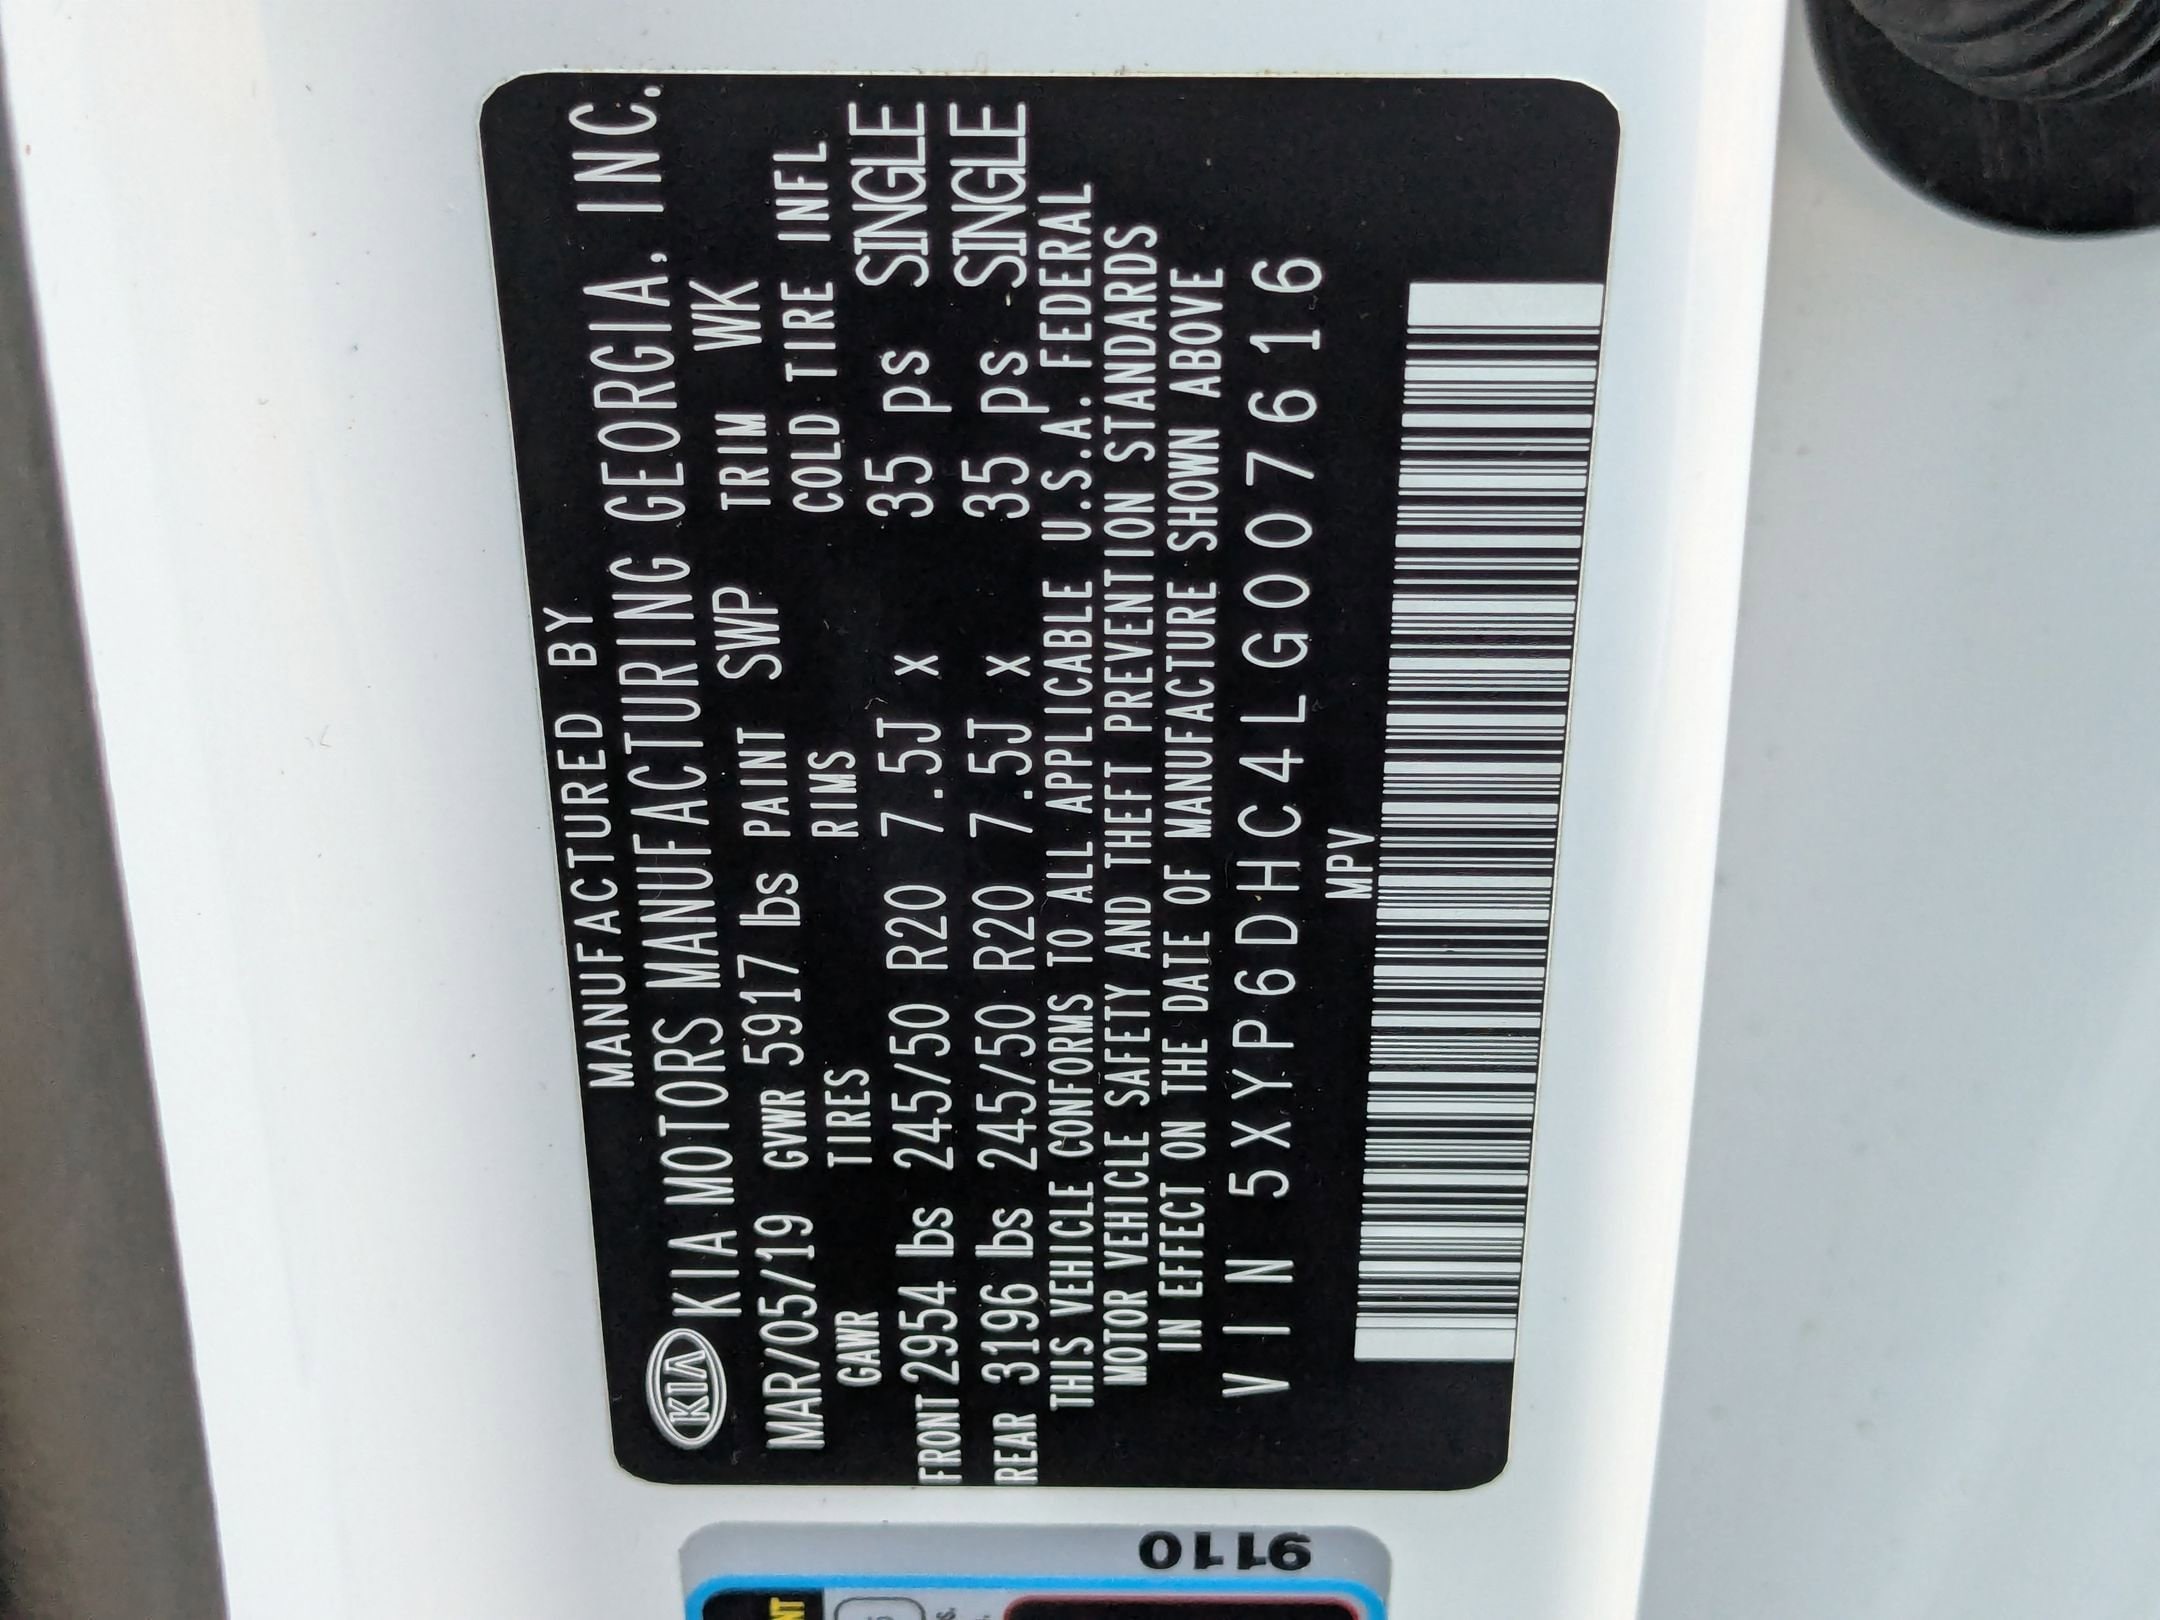 MANUFACTURED BY
KIA KIA MOTORS MANUFACTURING GEORGIA, INC.
MAR/05/19 GVWR 5917 lbs PAINT SWP TRIM WK
GAWR TIRES RIMS COLD TIRE INFL
FRONT 2954 lbs 245/50 R20 7.5J x 35 ps SINGLE
REAR 3196 lbs 245/50 R20 7.5J x 35 ps SINGLE
THIS VEHICLE CONFORMS TO ALL APPLICABLE U.S.A. FEDERAL
MOTOR VEHICLE SAFETY AND THEFT PREVENTION STANDARDS
IN EFFECT ON THE DATE OF MANUFACTURE SHOWN ABOVE
VIN 5XYP6DHC4LG007616
MPV
9110